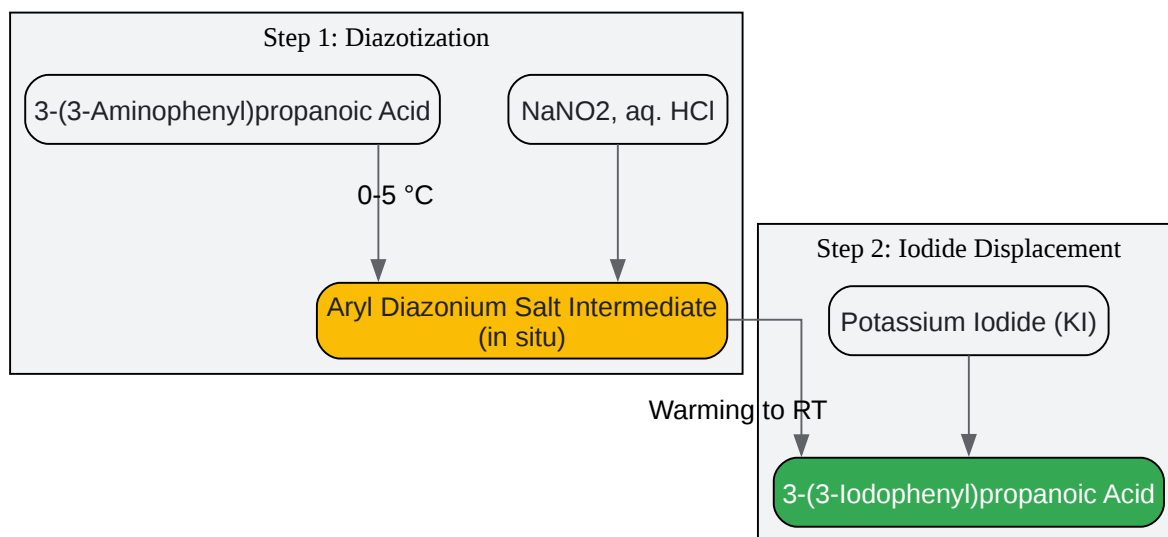 Step 1: Diazotization
3-(3-Aminophenyl)propanoic Acid
NaNO2, aq. HCl
0-5 °C
Aryl Diazonium Salt Intermediate
(in situ)
Step 2: Iodide Displacement
Potassium Iodide (KI)
Warming to RT
3-(3-Iodophenyl)propanoic Acid